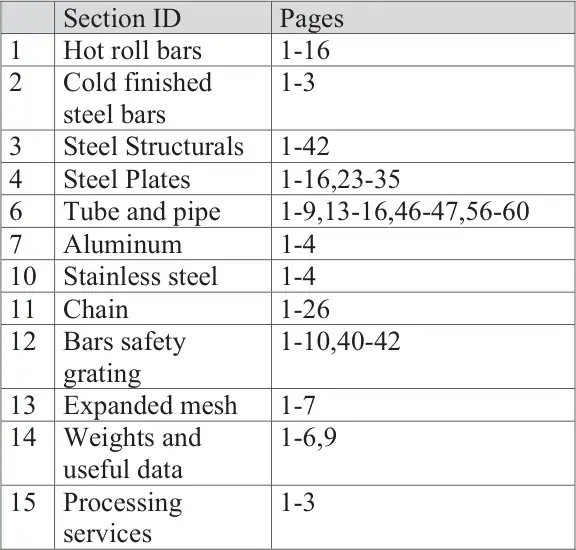 Section ID Pages
1 Hot roll bars 1-16
2 Cold finished 1-3
steel bars
3 Steel Structurals 1-42
4 Steel Plates 1-16,23-35
6 Tube and pipe 1-9,13-16,46-47,56-60
7 Aluminum 1-4
10 Stainless steel 1-4
11 Chain 1-26
12 Bars safety 1-10,40-42
grating
13 Expanded mesh 1-7
14 Weights and 1-6,9
useful data
15 Processing 1-3
services